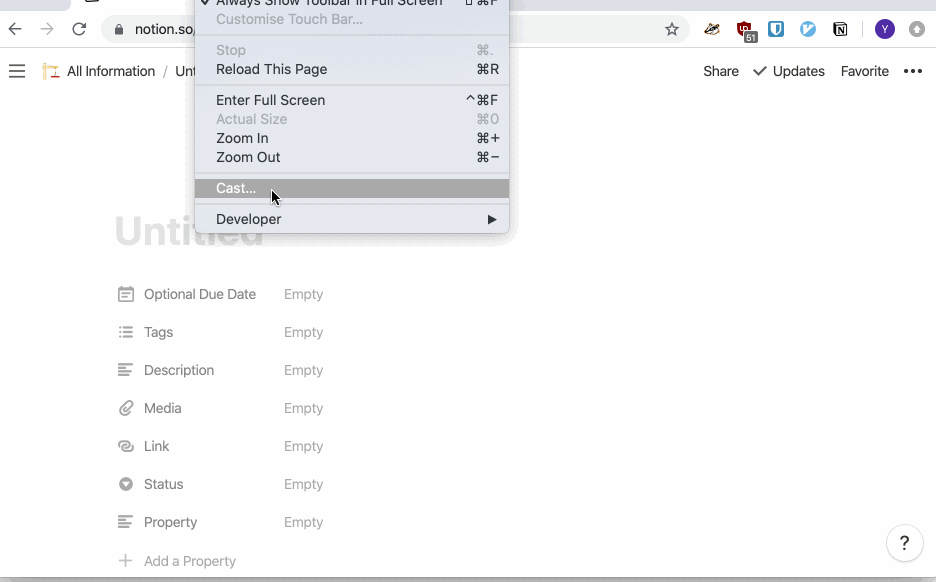 Always Show Toolbar in Full Screen ⇧⌘F
Customise Touch Bar...
notion.so/
Stop ⌘.
51
Y
Reload This Page ⌘R
All Information / Unt
Share ✓ Updates Favorite •••
Enter Full Screen ^⌘F
Actual Size ⌘0
Zoom In ⌘+
Zoom Out ⌘−
Cast...
Developer ▶
Untitled
Optional Due Date Empty
Tags Empty
Description Empty
Media Empty
Link Empty
Status Empty
Property Empty
+ Add a Property
?